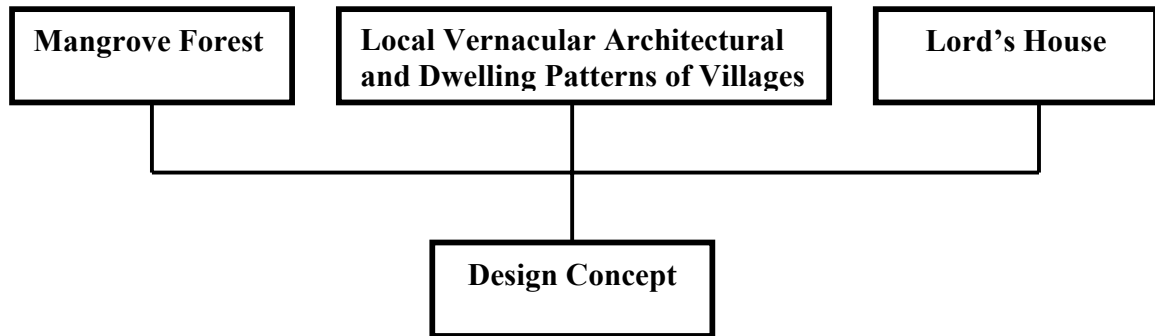 Mangrove Forest
Local Vernacular Architectural
and Dwelling Patterns of Villages
Lord’s House
Design Concept